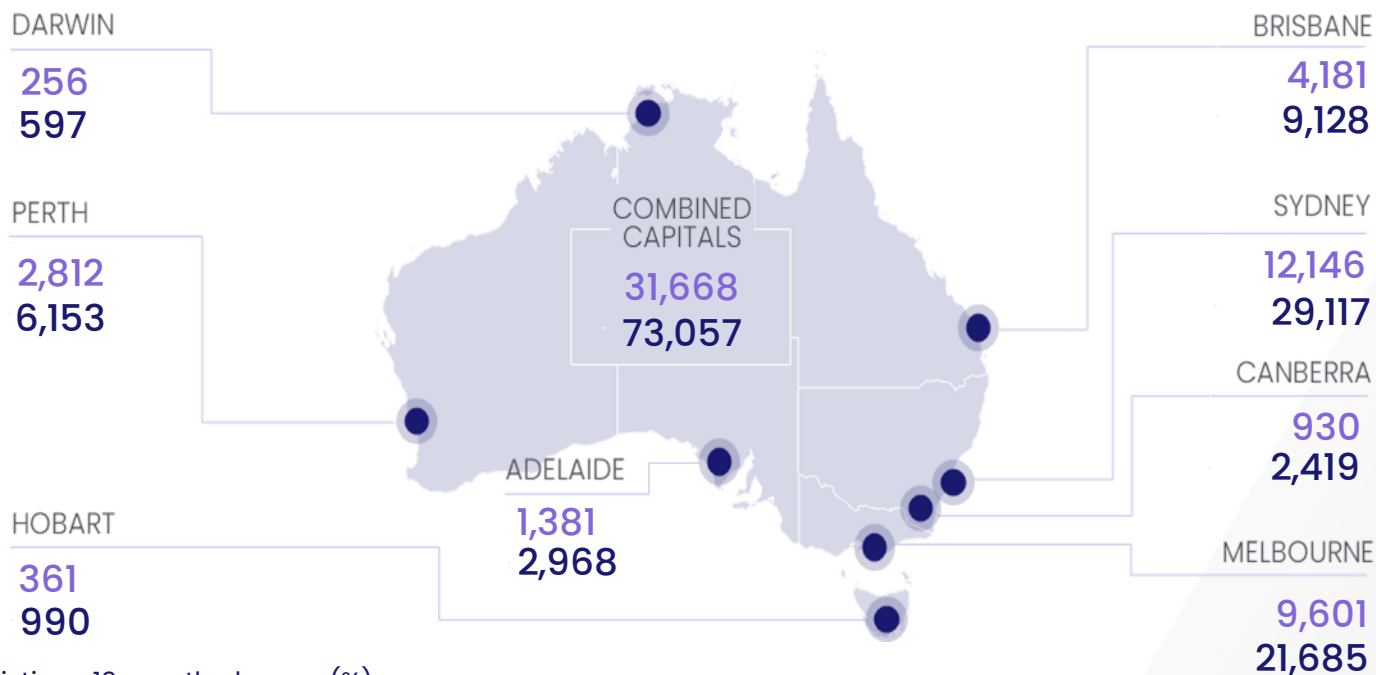 DARWIN
256
597
PERTH
2,812
6,153
HOBART
361
990
COMBINED
CAPITALS
31,668
73,057
ADELAIDE
1,381
2,968
BRISBANE
4,181
9,128
SYDNEY
12,146
29,117
CANBERRA
930
2,419
MELBOURNE
9,601
21,685
(%)